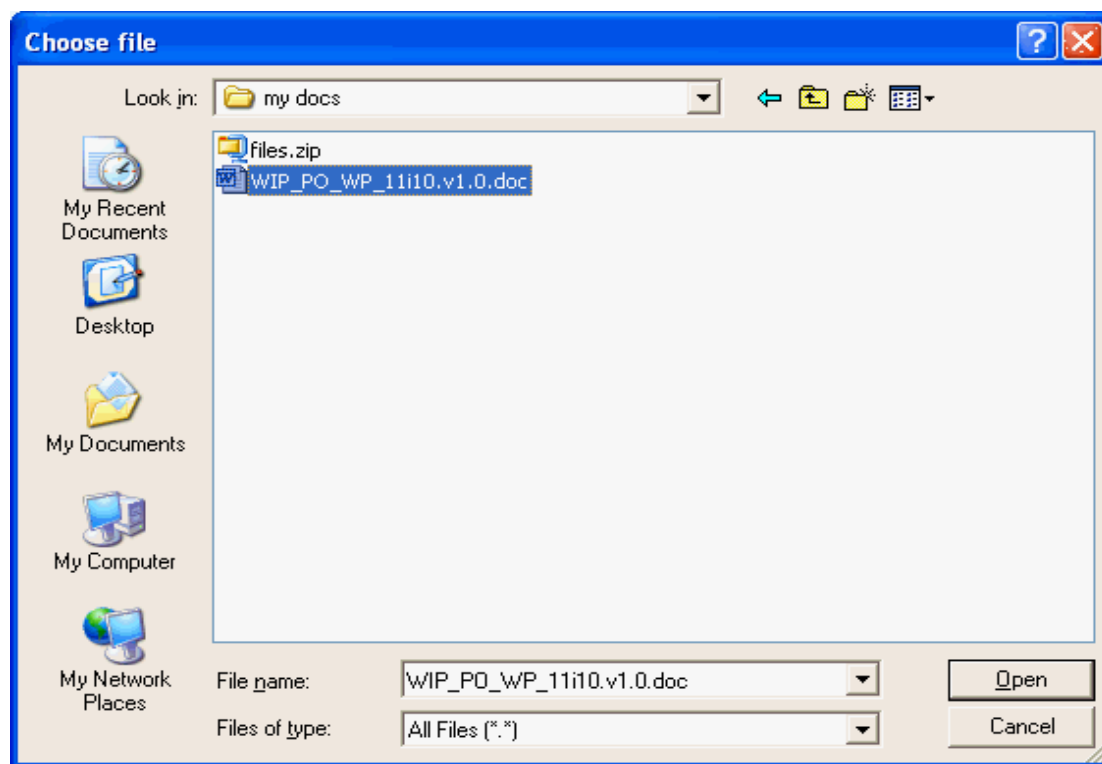 Choose file
Look in:
my docs
files.zip
WIP_PO_WP_11i10.v1.0.doc
My Recent
Documents
Desktop
My Documents
My Computer
My Network
Places
File name:
WIP_PO_WP_11i10.v1.0.doc
Open
Files of type:
All Files (*.*)
Cancel